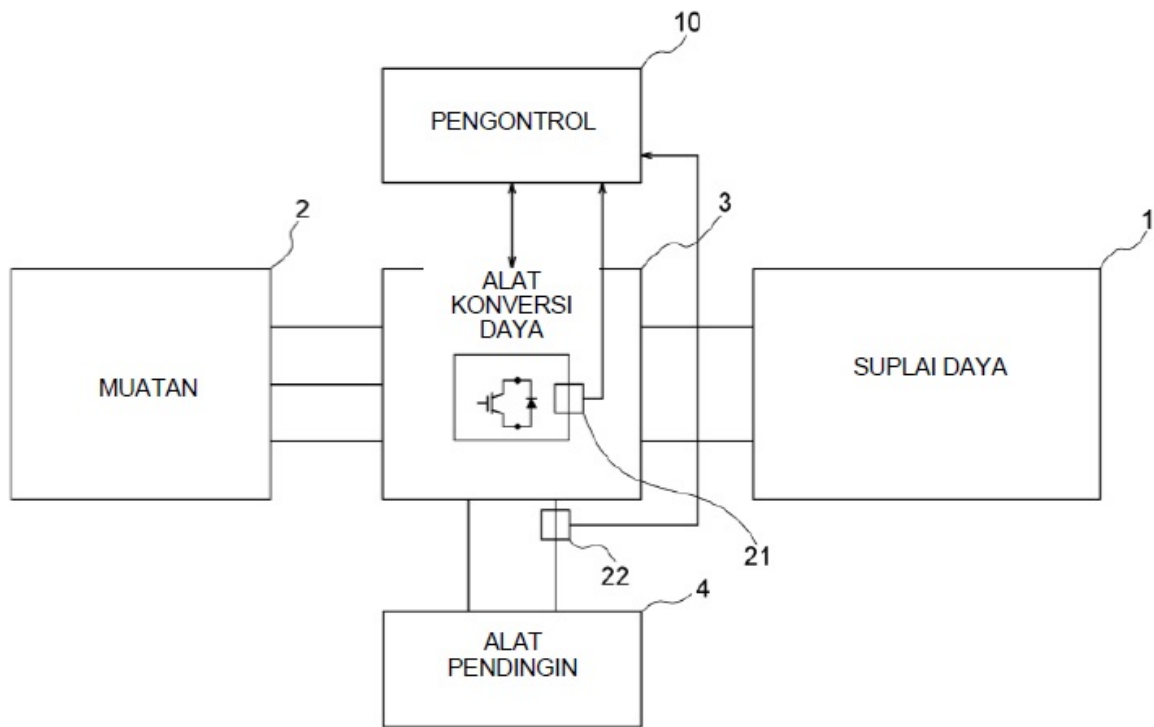 10
PENGONTROL
2
3
1
ALAT
KONVERSI
DAYA
MUATAN
SUPLAI DAYA
21
22
4
ALAT
PENDINGIN